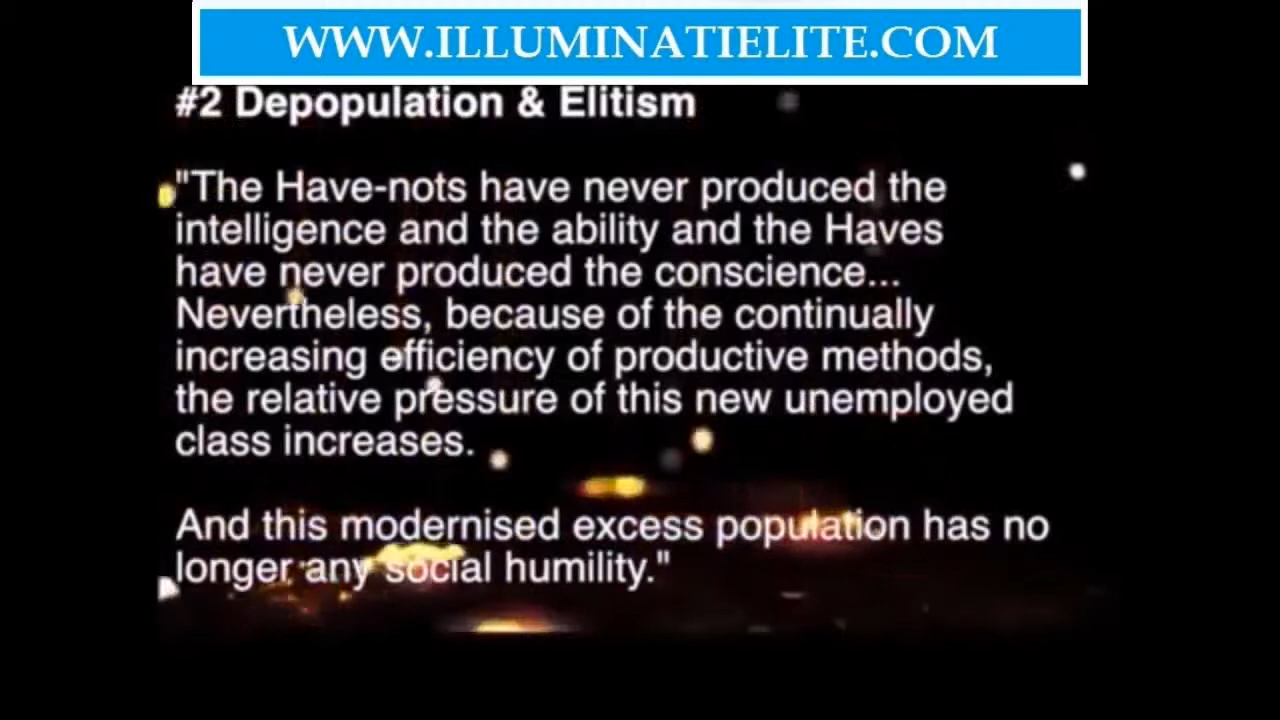 WWW.ILLUMINATIELITE.COM
#2 Depopulation & Elitism
"The Have-nots have never produced the
intelligence and the ability and the Haves
have never produced the conscience...
Nevertheless, because of the continually
increasing efficiency of productive methods,
the relative pressure of this new unemployed
class increases.
And this modernised excess population has no
longer any social humility."